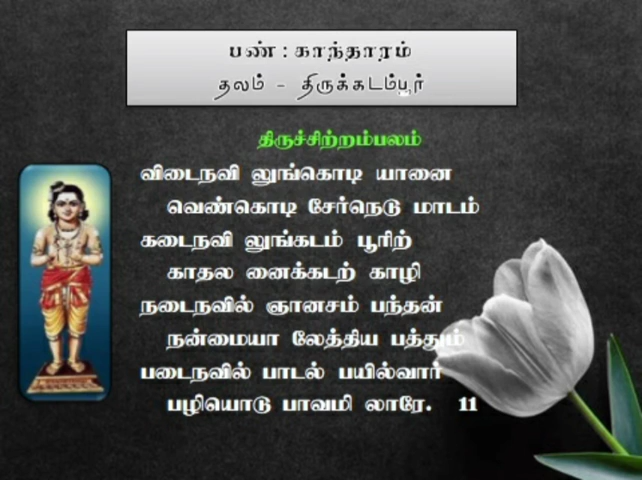 பண் : காந்தாரம்
தலம் - திருக்கடம்பூர்
திருச்சிற்றம்பலம்
விடைநவி லுங்கொடி யானை
வெண்கொடி சேர்நெடு மாடம்
கடைநவி லுங்கடம் பூரிற்
காதல னைக்கடற் காழி
நடைநவில் ஞானசம் பந்தன்
நன்மையா லேத்திய பத்தும்
படைநவில் பாடல் பயில்வார்
பழியொடு பாவமி லாரே. 11